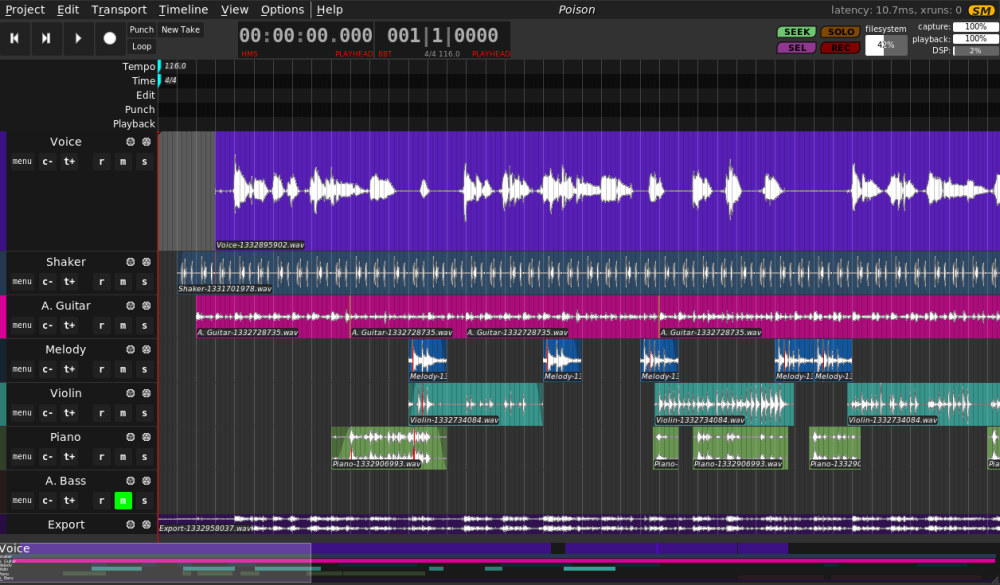 Project Edit Transport Timeline View Options Help Poison latency: 10.7ms, xruns: 0 SM
Punch New Take
Loop
00:00:00.000 001|1|0000
HMS PLAYHEAD BBT 4/4 116.0 PLAYHEAD
SEEK SOLO filesystem capture: 100%
SEL REC 42% playback: 100%
DSP: 2%
Tempo 116.0
Time 4/4
Edit
Punch
Playback
Voice
menu c- t+ r m s
Voice-1332895902.wav
Shaker
menu c- t+ r m s
Shaker-1331701978.wav
A. Guitar
A. Guitar-1332728735.wav A. Guitar-1332728735.wav A. Guitar-1332728735.wav A. Guitar-1332728735.wav
menu c- t+ r m s
Melody
menu c- t+ r m s
Melody-13 Melody-13 Melody-13 Melody-13 Melody-13
Violin
menu c- t+ r m s
Violin-1332734084.wav Violin-1332734084.wav Violin-1332734084.wav
Piano
menu c- t+ r m s
Piano-1332906993.wav Piano- Piano-1332906993.wav Piano-13329 Pia
A. Bass
menu c- t+ r m s
Export
Export-1332958037.wav
Voice